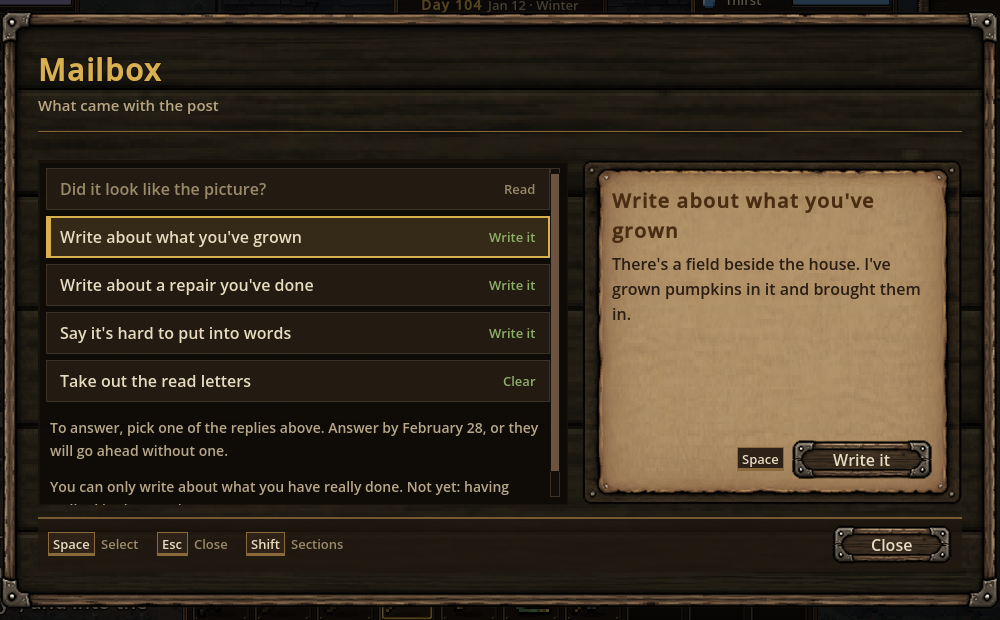 Day 104 Jan 12 · Winter
Thirst
Mailbox
What came with the post
Did it look like the picture? Read
Write about what you've grown Write it
Write about a repair you've done Write it
Say it's hard to put into words Write it
Take out the read letters Clear
To answer, pick one of the replies above. Answer by February 28, or they
will go ahead without one.
You can only write about what you have really done. Not yet: having
Write about what you've
grown
There's a field beside the house. I've
grown pumpkins in it and brought them
in.
Space Write it
Space Select Esc Close Shift Sections
Close
and into the